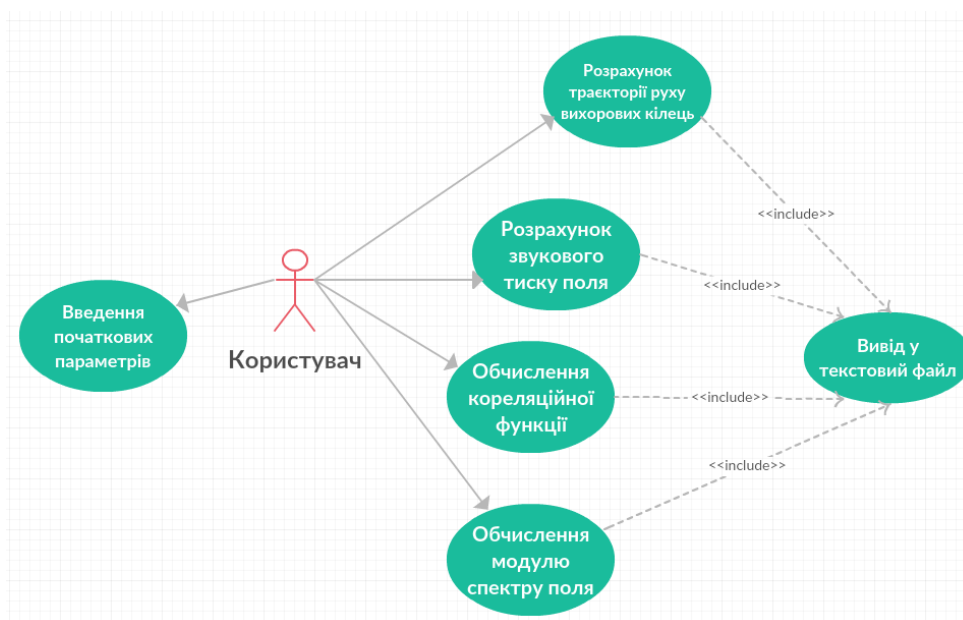 Розрахунок
траєкторії руху
вихорових кілець
<<include>>
Розрахунок
звукового
тиску поля
<<include>>
Введення
початкових
параметрів
Користувач
Вивід у
текстовий файл
Обчислення
кореляційної
функції
<<include>>
<<include>>
Обчислення
модулю
спектру поля